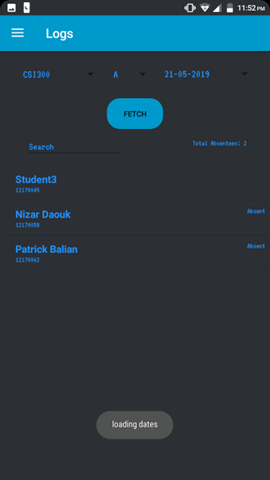 11:52 PM
Logs
CSI300 A 21-05-2019
FETCH
Search
Total Absentees: 2
Student3
12170095
Nizar Daouk
Absent
12170058
Patrick Balian
Absent
12170062
loading dates